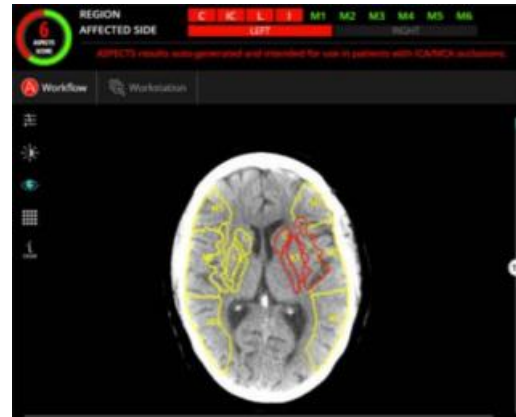 REGION C IC L I M1 M2 M3 M4 M5 M6
6
ASPECTS
SCORE
AFFECTED SIDE LEFT RIGHT
ASPECTS results auto-generated and intended for use in patients with ICA/MCA occlusions.
Workflow Workstation